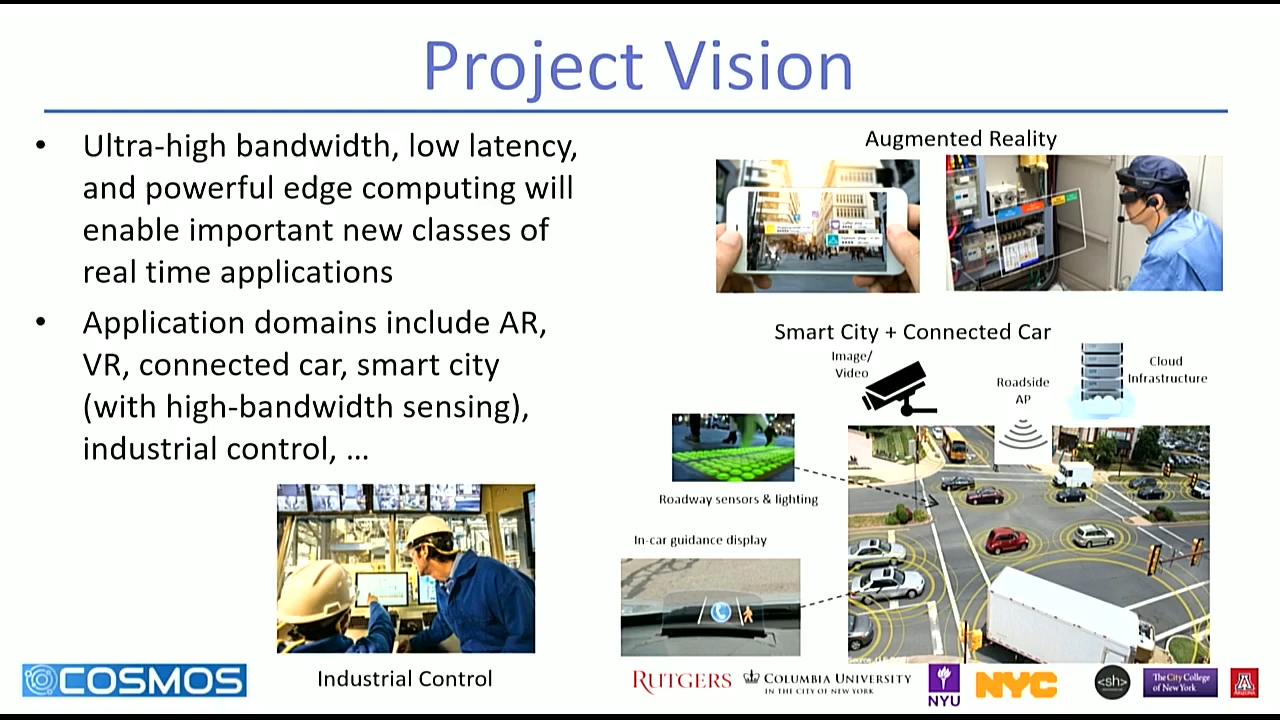 Project Vision
• Ultra-high bandwidth, low latency,
and powerful edge computing will
enable important new classes of
real time applications
• Application domains include AR,
VR, connected car, smart city
(with high-bandwidth sensing),
industrial control, ...
Industrial Control
Augmented Reality
Smart City + Connected Car
Image/
Video
Roadside
AP
Cloud
Infrastructure
Roadway sensors & lighting
In-car guidance display
COSMOS
RUTGERS
COLUMBIA UNIVERSITY
IN THE CITY OF NEW YORK
NYU
NYC
<sh>
The City College
of New York
A
ARIZONA